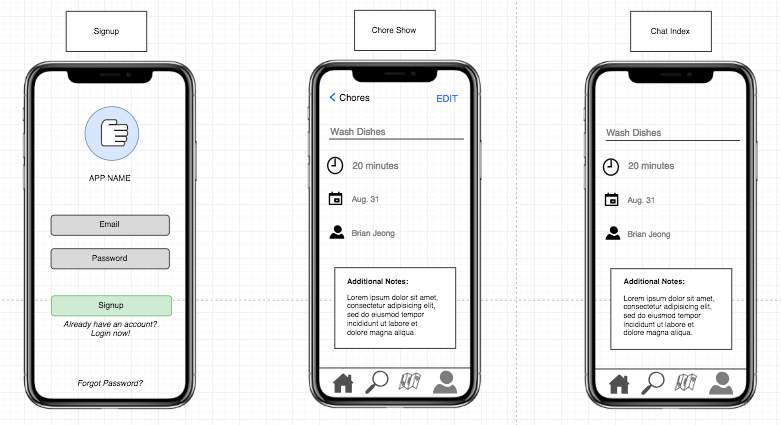 Signup
APP NAME
Email
Password
Signup
Already have an account?
Login now!
Forgot Password?
Chore Show
Chores
EDIT
Wash Dishes
20 minutes
Aug. 31
Brian Jeong
Additional Notes:
Lorem ipsum dolor sit amet,
consectetur adipiscing elit,
sed do eiusmod tempor
incididunt ut labore et
dolore magna aliqua.
Chat Index
Wash Dishes
20 minutes
Aug. 31
Brian Jeong
Additional Notes:
Lorem ipsum dolor sit amet,
consectetur adipiscing elit,
sed do eiusmod tempor
incididunt ut labore et
dolore magna aliqua.